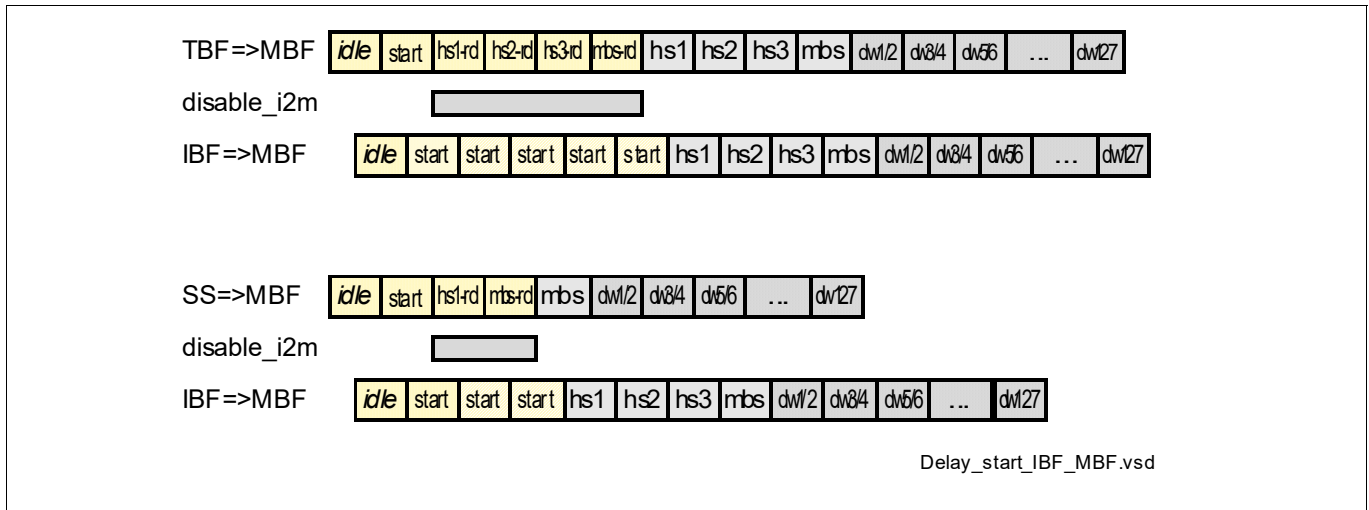 TBF=>MBF idle start hs1-rd hs2-rd hs3-rd mbs-rd hs1 hs2 hs3 mbs dw1/2 dw3/4 dw5/6 ... dw127
disable_i2m
IBF=>MBF idle start start start start start hs1 hs2 hs3 mbs dw1/2 dw3/4 dw5/6 ... dw127
SS=>MBF idle start hs1-rd mbs-rd mbs dw1/2 dw3/4 dw5/6 ... dw127
disable_i2m
IBF=>MBF idle start start start hs1 hs2 hs3 mbs dw1/2 dw3/4 dw5/6 ... dw127
Delay_start_IBF_MBF.vsd